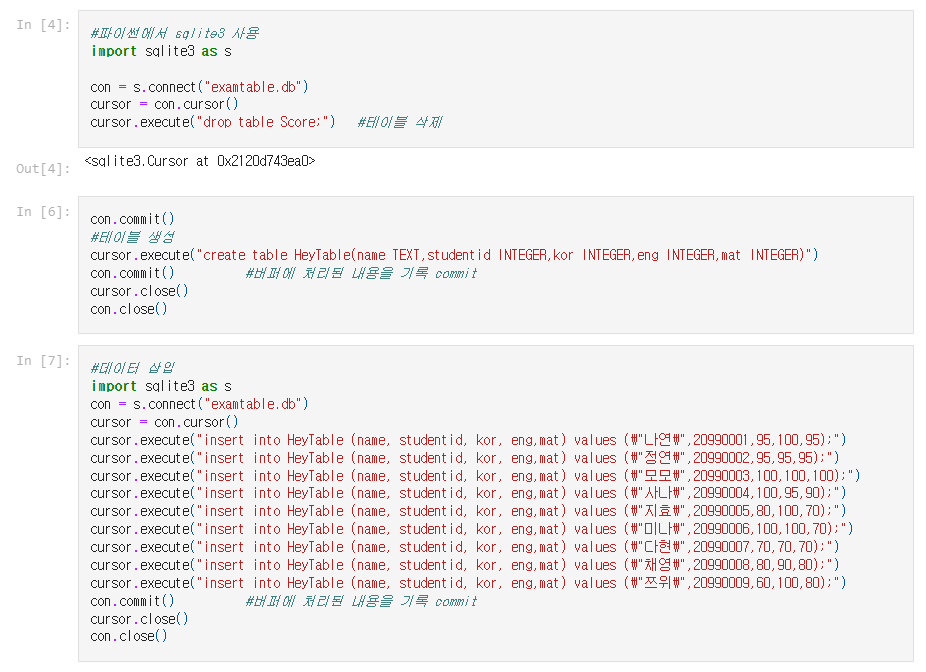 In [4]:
#파이썬에서 sqlite3 사용
import sqlite3 as s
con = s.connect("examtable.db")
cursor = con.cursor()
cursor.execute("drop table Score;")   #테이블 삭제
Out[4]:
<sqlite3.Cursor at 0x2120d743ea0>
In [6]:
con.commit()
#테이블 생성
cursor.execute("create table HeyTable(name TEXT,studentid INTEGER,kor INTEGER,eng INTEGER,mat INTEGER)")
con.commit()          #버퍼에 처리된 내용을 기록 commit
cursor.close()
con.close()
In [7]:
#데이터 삽입
import sqlite3 as s
con = s.connect("examtable.db")
cursor = con.cursor()
cursor.execute("insert into HeyTable (name, studentid, kor, eng,mat) values (₩"나연₩",20990001,95,100,95);")
cursor.execute("insert into HeyTable (name, studentid, kor, eng,mat) values (₩"정연₩",20990002,95,95,95);")
cursor.execute("insert into HeyTable (name, studentid, kor, eng,mat) values (₩"모모₩",20990003,100,100,100);")
cursor.execute("insert into HeyTable (name, studentid, kor, eng,mat) values (₩"사나₩",20990004,100,95,90);")
cursor.execute("insert into HeyTable (name, studentid, kor, eng,mat) values (₩"지효₩",20990005,80,100,70);")
cursor.execute("insert into HeyTable (name, studentid, kor, eng,mat) values (₩"미나₩",20990006,100,100,70);")
cursor.execute("insert into HeyTable (name, studentid, kor, eng,mat) values (₩"다현₩",20990007,70,70,70);")
cursor.execute("insert into HeyTable (name, studentid, kor, eng,mat) values (₩"채영₩",20990008,80,90,80);")
cursor.execute("insert into HeyTable (name, studentid, kor, eng,mat) values (₩"쯔위₩",20990009,60,100,80);")
con.commit()          #버퍼에 처리된 내용을 기록 commit
cursor.close()
con.close()